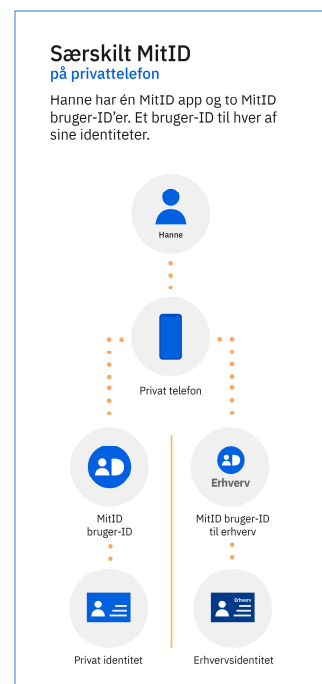 Særskilt MitID
på privattelefon
Hanne har én MitID app og to MitID
bruger-ID’er. Et bruger-ID til hver af
sine identiteter.
Hanne
Privat telefon
Erhverv
MitID
bruger-ID
MitID bruger-ID
til erhverv
Erhverv
Privat identitet
Erhvervsidentitet